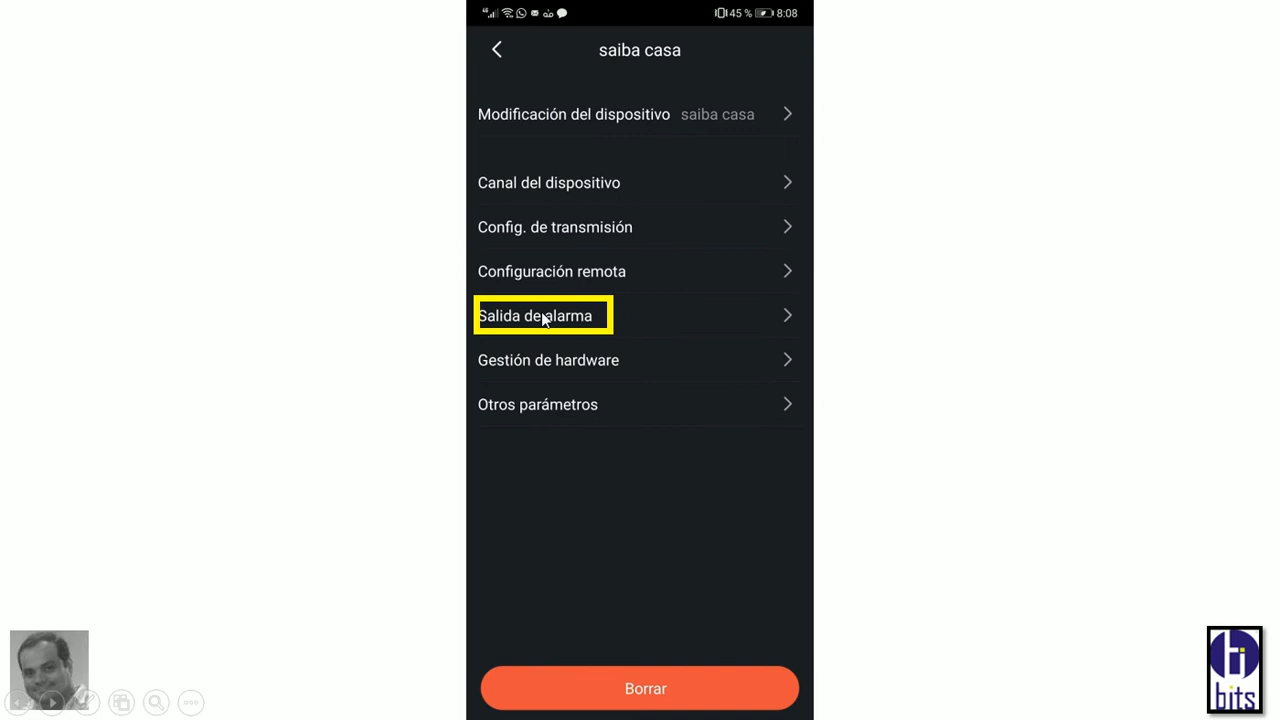 45 % 8:08
saiba casa
Modificación del dispositivo saiba casa
Canal del dispositivo
Config. de transmisión
Configuración remota
Salida de alarma
Gestión de hardware
Otros parámetros
Borrar
bits